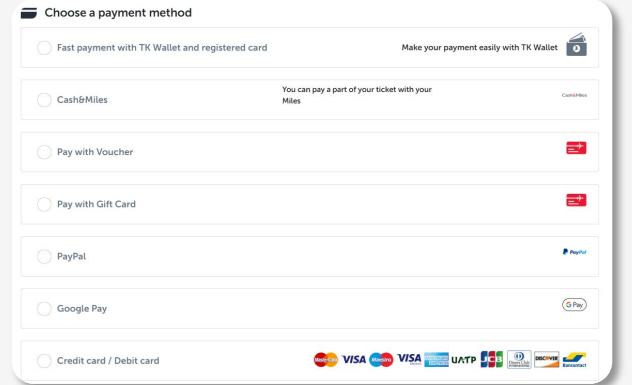 Choose a payment method
Fast payment with TK Wallet and registered card
Make your payment easily with TK Wallet
Cash&Miles
You can pay a part of your ticket with your
Miles
Cash&Miles
Pay with Voucher
Pay with Gift Card
PayPal
PayPal
Google Pay
G Pay
Credit card / Debit card
MasterCard VISA Maestro VISA UATP JCB Diners Club INTERNATIONAL DISCOVER Bancontact